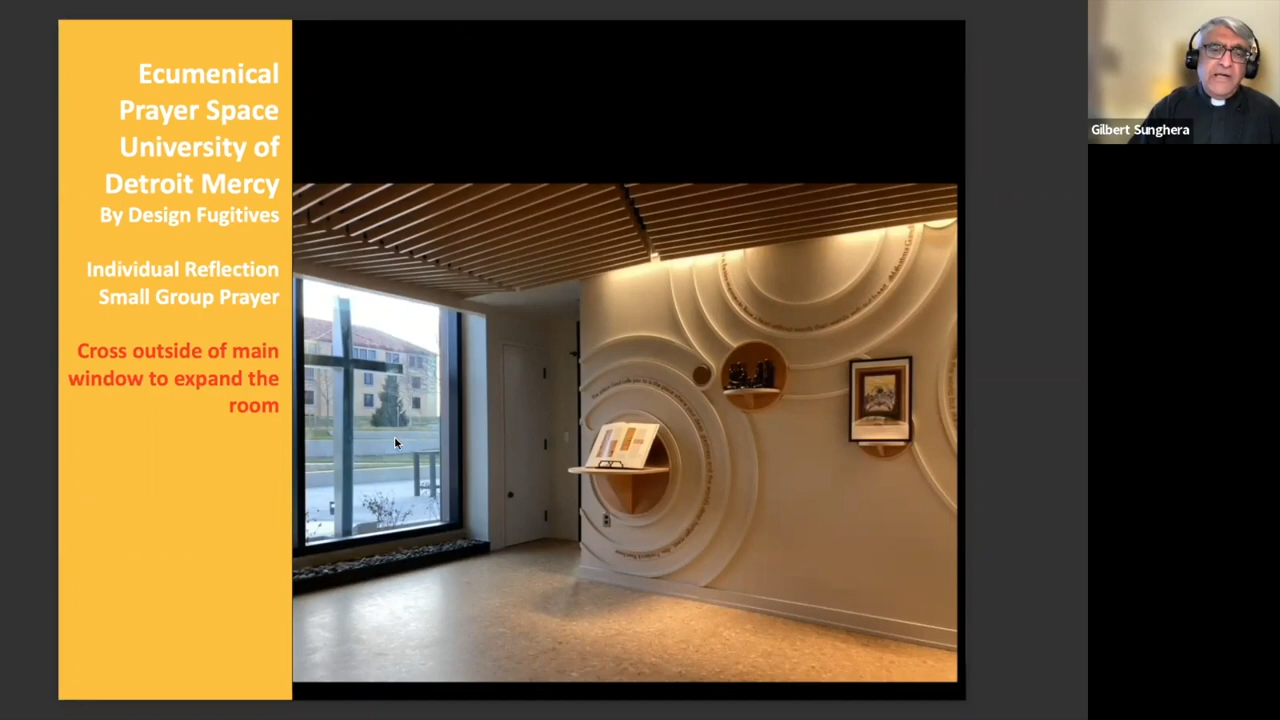 Ecumenical
Prayer Space
University of
Detroit Mercy
By Design Fugitives
Individual Reflection
Small Group Prayer
Cross outside of main
window to expand the
room
Gilbert Sunghera